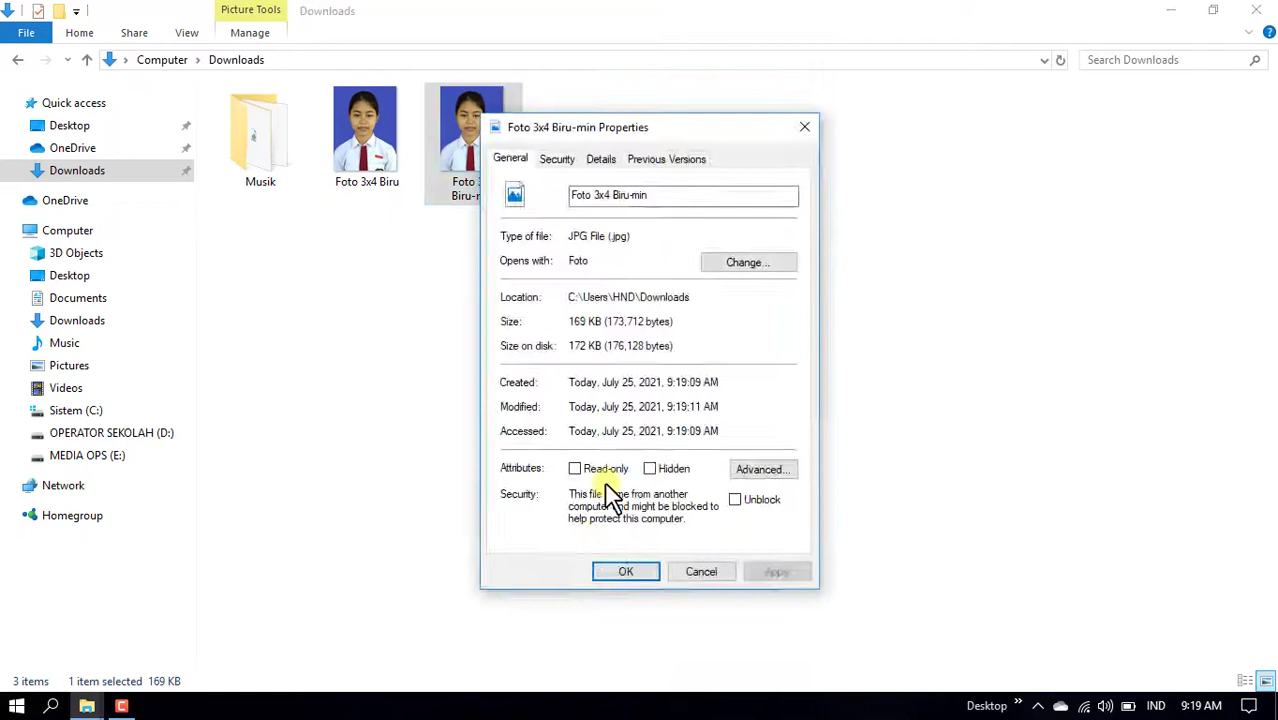 Picture Tools
Downloads
File
Home
Share
View
Manage
Computer
Downloads
Search Downloads
Quick access
Desktop
OneDrive
Downloads
OneDrive
Computer
3D Objects
Desktop
Documents
Downloads
Music
Pictures
Videos
Sistem (C:)
OPERATOR SEKOLAH (D:)
MEDIA OPS (E:)
Network
Homegroup
Musik
Foto 3x4 Biru
Foto 3
Biru-m
Foto 3x4 Biru-min Properties
General
Security
Details
Previous Versions
Foto 3x4 Biru-min
Type of file:
JPG File (.jpg)
Opens with:
Foto
Change...
Location:
C:\Users\HND\Downloads
Size:
169 KB (173,712 bytes)
Size on disk:
172 KB (176,128 bytes)
Created:
Today, July 25, 2021, 9:19:09 AM
Modified:
Today, July 25, 2021, 9:19:11 AM
Accessed:
Today, July 25, 2021, 9:19:09 AM
Attributes:
Read-only
Hidden
Advanced...
Security:
This file from another
computer and might be blocked to
help protect this computer.
Unblock
OK
Cancel
Apply
3 items
1 item selected 169 KB
Desktop
IND
9:19 AM